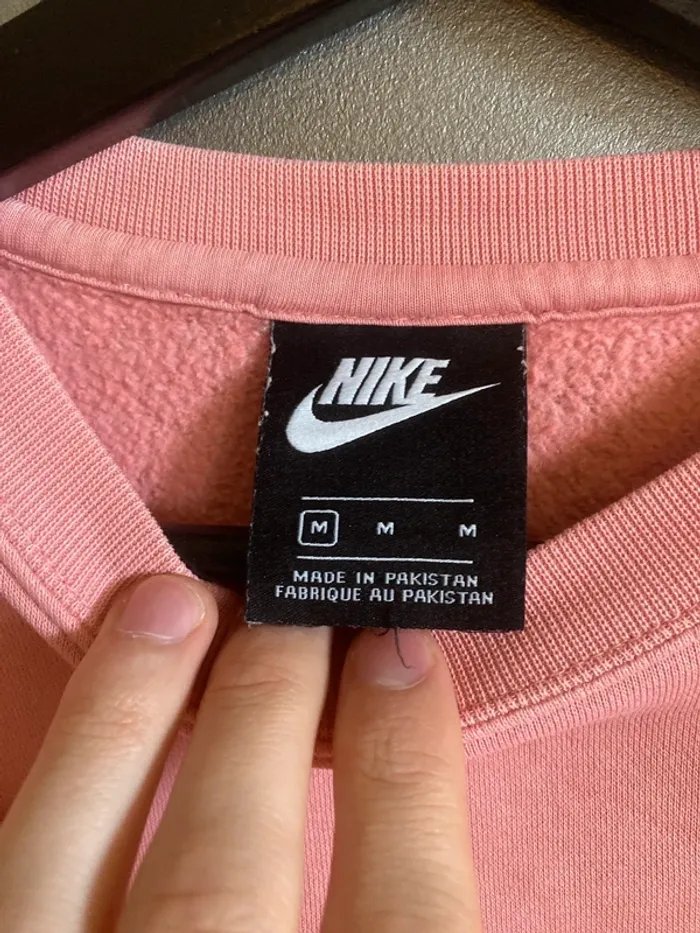 NIKE
M M M
MADE IN PAKISTAN
FABRIQUE AU PAKISTAN